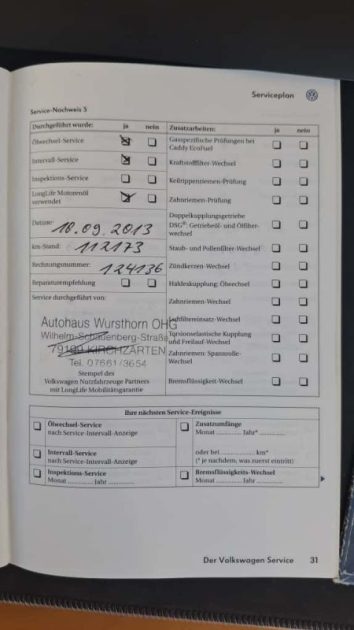 Serviceplan
Service-Nachweis 5
Durchgeführt wurde: ja nein
Ölwechsel-Service
Intervall-Service
Inspektions-Service
LongLife Motorenöl
verwendet
Datum: 18.09.2013
km-Stand: 112173
Rechnungsnummer: 124136
Reparaturempfehlung
Service durchgeführt von:
Autohaus Wursthorn OHG
Wilhelm-Schauenberg-Straße
79199 KIRCHZARTEN
Tel. 07661/3654
Stempel des
Volkswagen Nutzfahrzeuge Partners
mit LongLife Mobilitätsgarantie
Zusatzarbeiten: ja nein
Gasspezifische Prüfungen bei
Caddy EcoFuel
Kraftstofffilter-Wechsel
Keilrippenriemen-Prüfung
Zahnriemen-Prüfung
Doppelkupplungsgetriebe
DSG®: Getriebeöl- und Ölfilter-
wechsel
Staub- und Pollenfilter-Wechsel
Zündkerzen-Wechsel
Haldexkupplung: Ölwechsel
Zahnriemen-Wechsel
Luftfiltereinsatz-Wechsel
Torsionselastische Kupplung
und Freilauf-Wechsel
Zahnriemen: Spannrolle-
Wechsel
Bremsflüssigkeit-Wechsel
Ihre nächsten Service-Ereignisse
Ölwechsel-Service
nach Service-Intervall-Anzeige
Intervall-Service
nach Service-Intervall-Anzeige
Inspektions-Service
Monat ........... Jahr ...........
Zusatzumfänge
Monat ........... Jahr* ...........
oder bei ........... km*
(* je nachdem, was zuerst eintritt)
Bremsflüssigkeits-Wechsel
Monat ........... Jahr ...........
Der Volkswagen Service 31